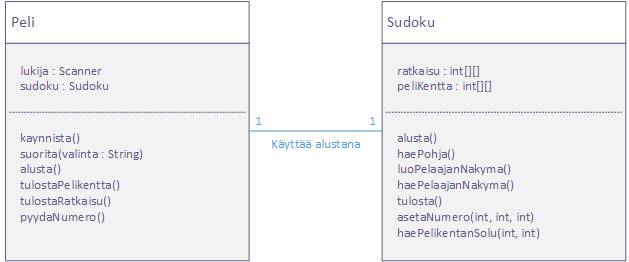 Peli
lukija : Scanner
sudoku : Sudoku
kaynnista()
suorita(valinta : String)
alusta()
tulostaPelikentta()
tulostaRatkaisu()
pyydaNumero()
1
1
Käyttää alustana
Sudoku
ratkaisu : int[][]
peliKentta : int[][]
alusta()
haePohja()
luoPelaajanNakyma()
haePelaajanNakyma()
tulosta()
asetaNumero(int, int, int)
haePelikentanSolu(int, int)